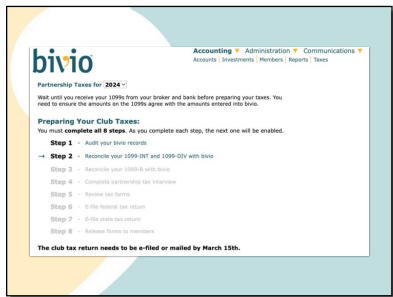 bivio
Accounting ▼ Administration ▼ Communications ▼
Accounts | Investments | Members | Reports | Taxes
Partnership Taxes for 2024
Wait until you receive your 1099s from your broker and bank before preparing your taxes. You
need to ensure the amounts on the 1099s agree with the amounts entered into bivio.
Preparing Your Club Taxes:
You must complete all 8 steps. As you complete each step, the next one will be enabled.
Step 1 - Audit your bivio records
→ Step 2 - Reconcile your 1099-INT and 1099-DIV with bivio
Step 3 - Reconcile your 1099-B with bivio
Step 4 - Complete partnership tax interview
Step 5 - Review tax forms
Step 6 - E-file federal tax return
Step 7 - E-file state tax return
Step 8 - Release forms to members
The club tax return needs to be e-filed or mailed by March 15th.